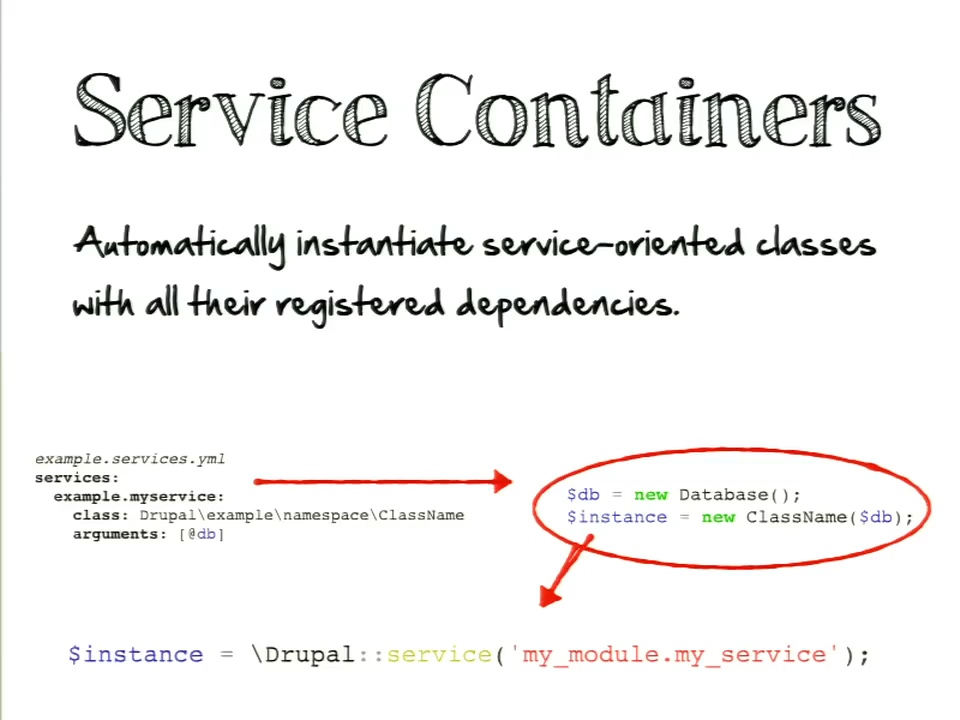 Service Containers
Automatically instantiate service-oriented classes
with all their registered dependencies.
example.services.yml
services:
  example.myservice:
    class: Drupal\example\namespace\ClassName
    arguments: [@db]
$db = new Database();
$instance = new ClassName($db);
$instance = \Drupal::service('my_module.my_service');